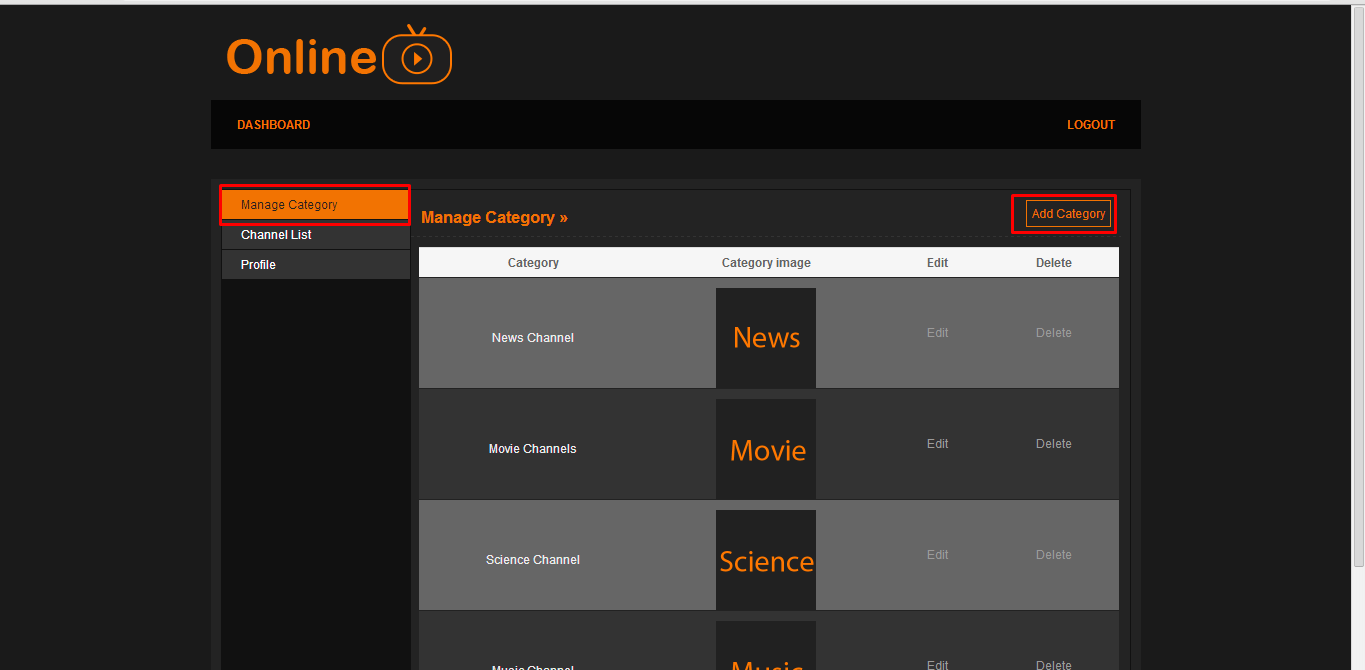 Online
DASHBOARD LOGOUT
Manage Category
Channel List
Profile
Manage Category » Add Category
Category Category image Edit Delete
News Channel News Edit Delete
Movie Channels Movie Edit Delete
Science Channel Science Edit Delete
Music Channel Music Edit Delete